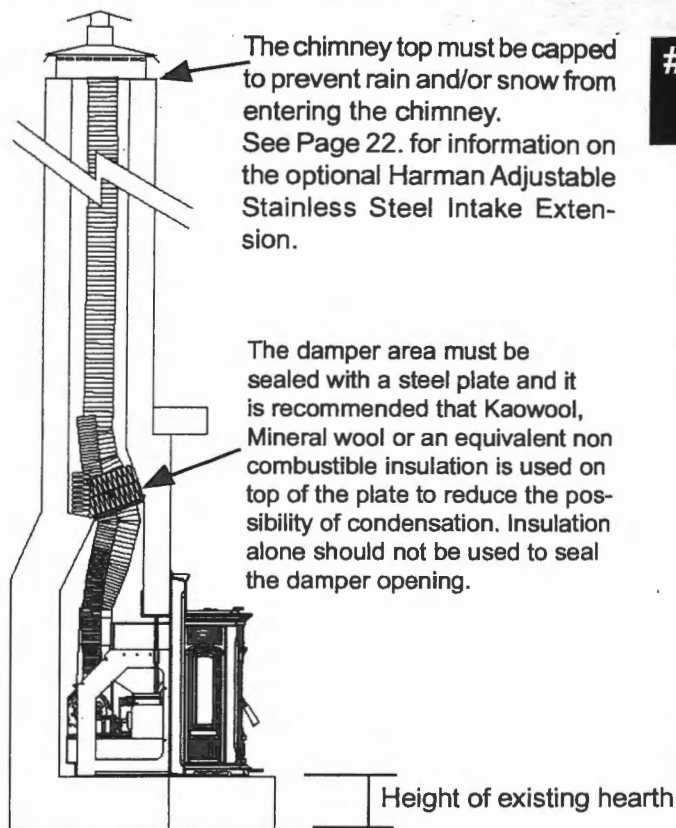 The chimney top must be capped
to prevent rain and/or snow from
entering the chimney.
See Page 22. for information on
the optional Harman Adjustable
Stainless Steel Intake Exten-
sion.
#
The damper area must be
sealed with a steel plate and it
is recommended that Kaowool,
Mineral wool or an equivalent non
combustible insulation is used on
top of the plate to reduce the pos-
sibility of condensation. Insulation
alone should not be used to seal
the damper opening.
Height of existing hearth